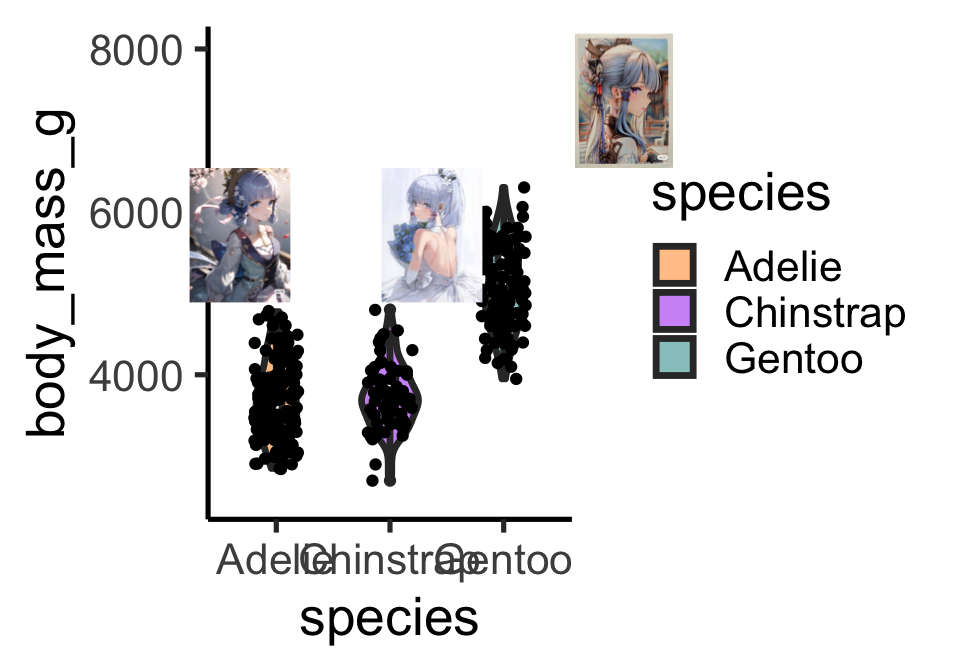 8000
6000
4000
body_mass_g
Adelie
Chinstrap
Gentoo
species
species
Adelie
Chinstrap
Gentoo